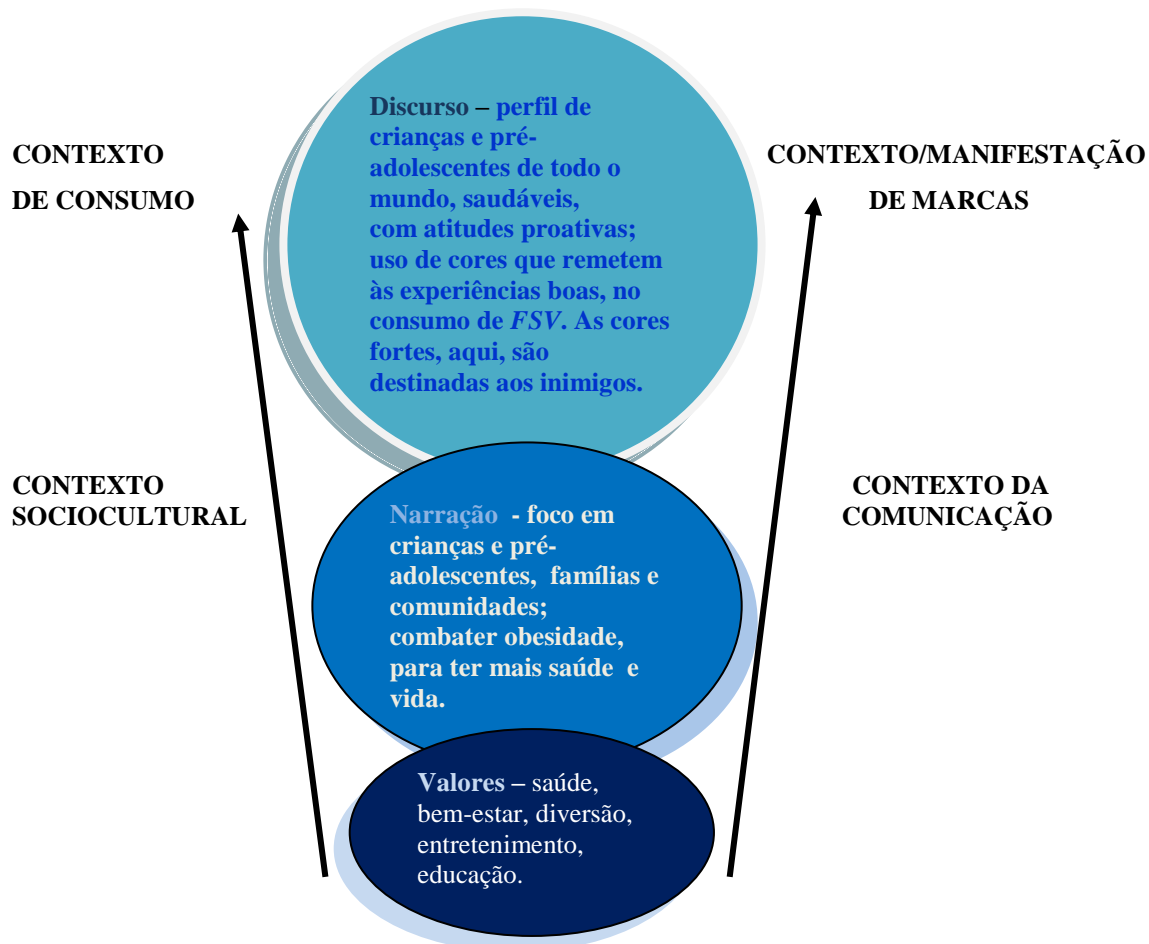 Discurso – perfil de
crianças e pré-
adolescentes de todo o
mundo, saudáveis,
com atitudes proativas;
uso de cores que remetem
às experiências boas, no
consumo de FSV. As cores
fortes, aqui, são
destinadas aos inimigos.
CONTEXTO
DE CONSUMO
CONTEXTO/MANIFESTAÇÃO
DE MARCAS
CONTEXTO
SOCIOCULTURAL
CONTEXTO DA
COMUNICAÇÃO
Narração - foco em
crianças e pré-
adolescentes, famílias e
comunidades;
combater obesidade,
para ter mais saúde e
vida.
Valores – saúde,
bem-estar, diversão,
entretenimento,
educação.